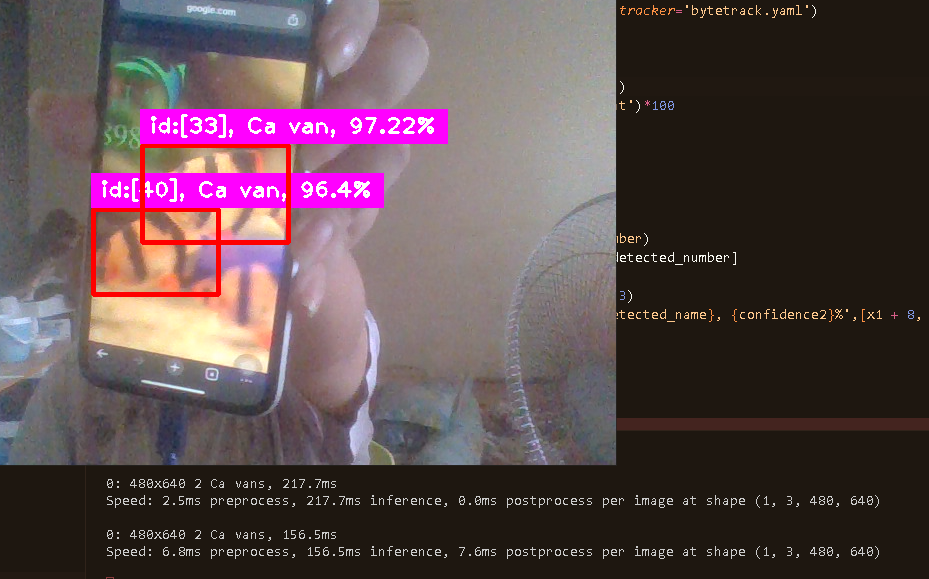 google.com
898
id:[33], Ca van, 97.22%
id:[40], Ca van, 96.4%
tracker='bytetrack.yaml')
)
t')*100
mber)
detected_number]
3)
etected_name}, {confidence2}%',[x1 + 8,
0: 480x640 2 Ca vans, 217.7ms
Speed: 2.5ms preprocess, 217.7ms inference, 0.0ms postprocess per image at shape (1, 3, 480, 640)
0: 480x640 2 Ca vans, 156.5ms
Speed: 6.8ms preprocess, 156.5ms inference, 7.6ms postprocess per image at shape (1, 3, 480, 640)